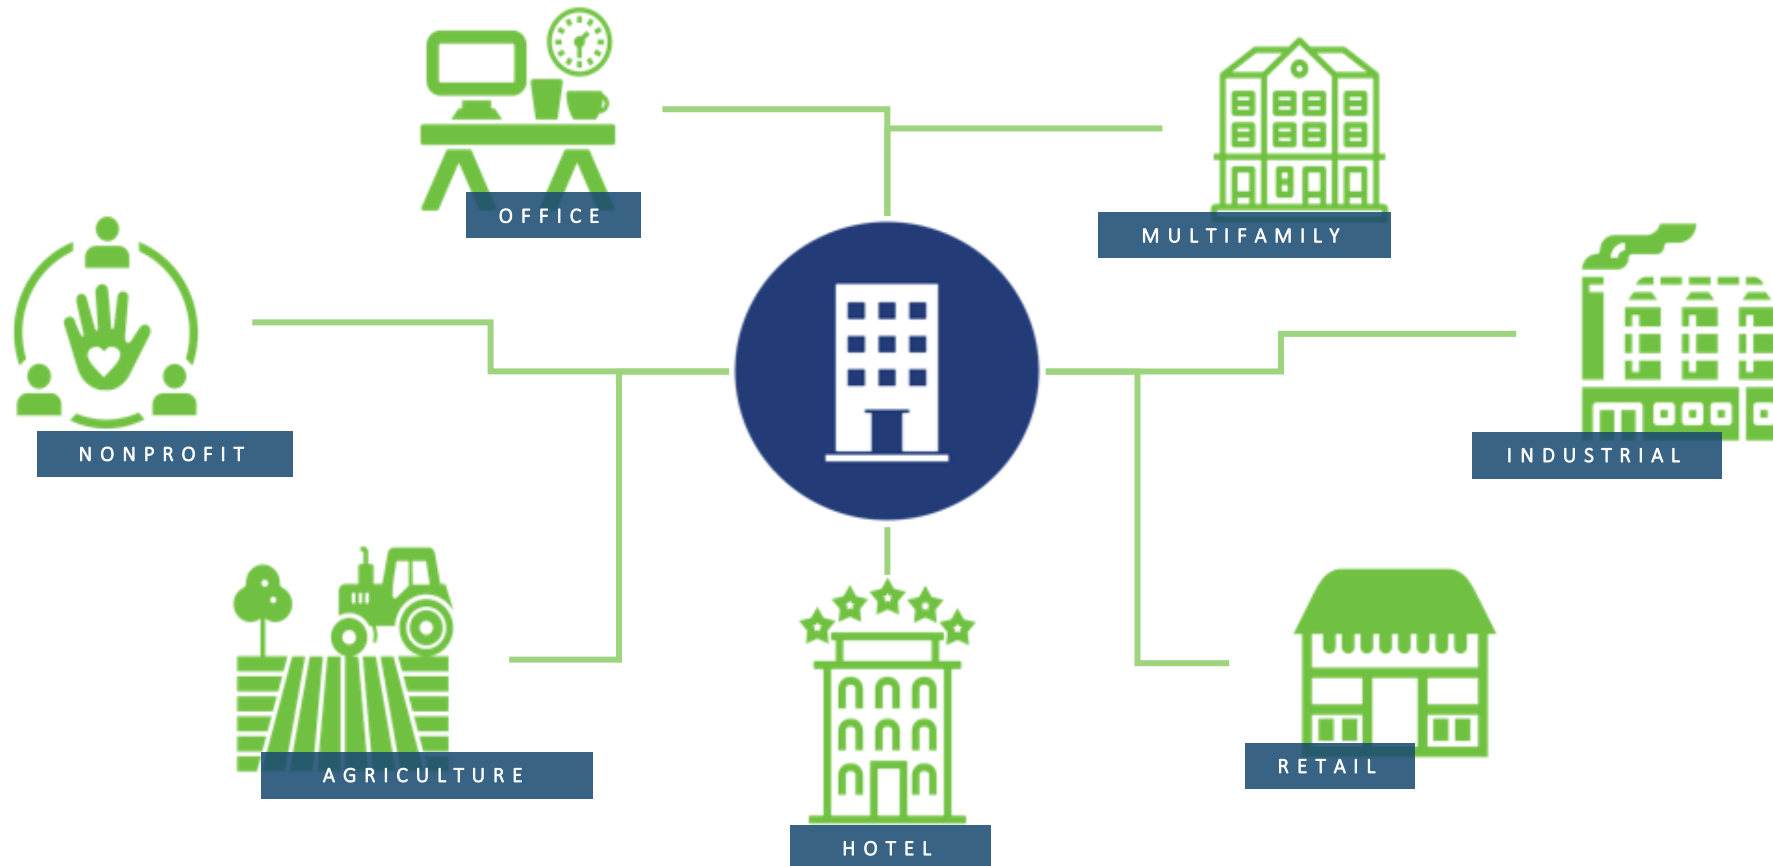 OFFICE
MULTIFAMILY
NONPROFIT
INDUSTRIAL
AGRICULTURE
RETAIL
HOTEL